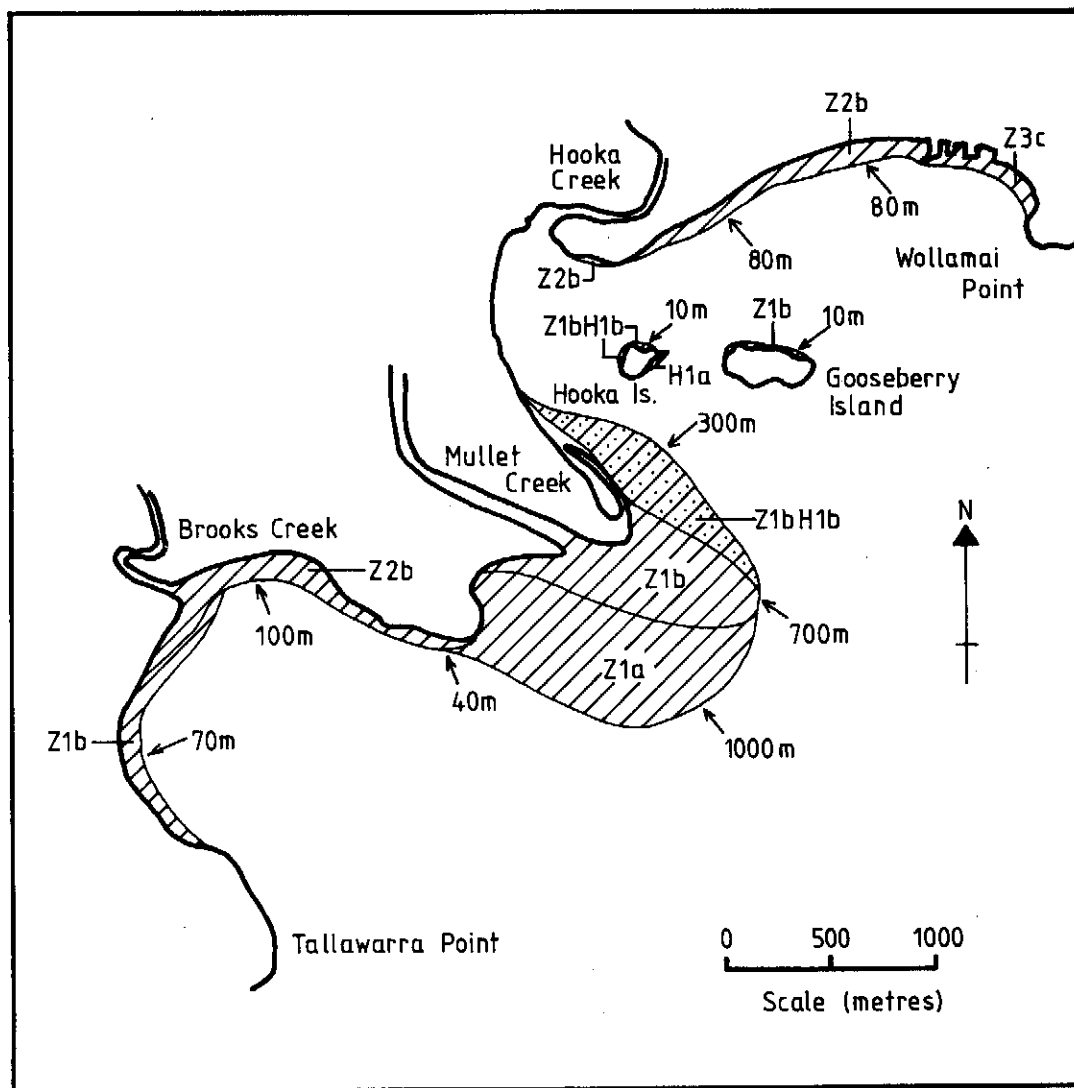 Z2b
Z3c
Hooka
Creek
80m
80m
Z2b
Wollamai
Point
Z1b
10m
10m
Z1bH1b
H1a
Hooka Is.
Gooseberry
Island
300m
Mullet
Creek
Z1bH1b
N
Brooks Creek
Z2b
Z1b
100m
700m
Z1a
40m
Z1b
70m
1000m
Tallawarra Point
0 500 1000
Scale (metres)